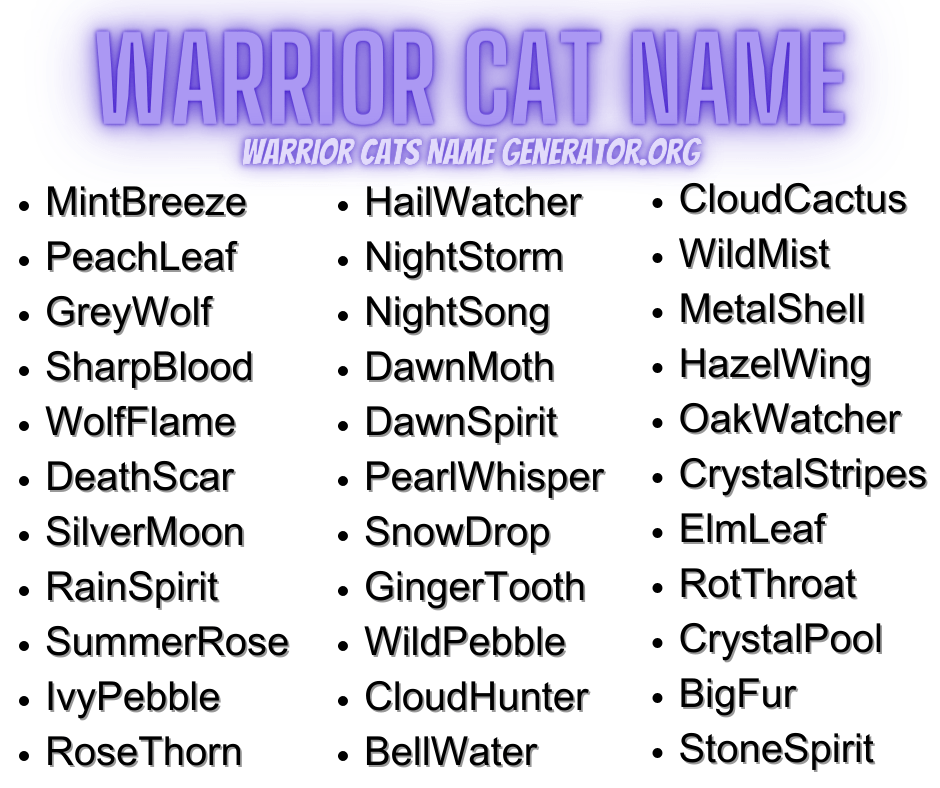 WARRIOR CAT NAME
WARRIOR CATS NAME GENERATOR.ORG
• MintBreeze
• PeachLeaf
• GreyWolf
• SharpBlood
• WolfFlame
• DeathScar
• SilverMoon
• RainSpirit
• SummerRose
• IvyPebble
• RoseThorn
• HailWatcher
• NightStorm
• NightSong
• DawnMoth
• DawnSpirit
• PearlWhisper
• SnowDrop
• GingerTooth
• WildPebble
• CloudHunter
• BellWater
• CloudCactus
• WildMist
• MetalShell
• HazelWing
• OakWatcher
• CrystalStripes
• ElmLeaf
• RotThroat
• CrystalPool
• BigFur
• StoneSpirit